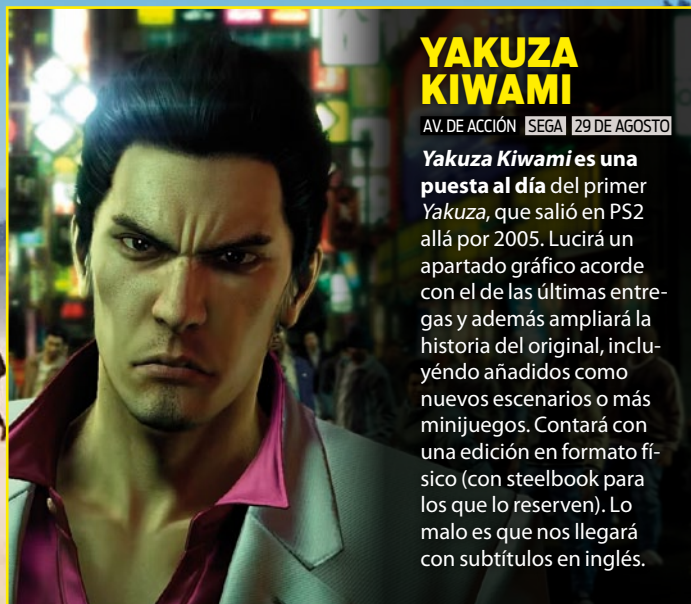 YAKUZA
KIWAMI
AV. DE ACCIÓN SEGA 29 DE AGOSTO
Yakuza Kiwami es una
puesta al día del primer
Yakuza, que salió en PS2
allá por 2005. Lucirá un
apartado gráfico acorde
con el de las últimas entre-
gas y además ampliará la
historia del original, inclu-
yéndo añadidos como
nuevos escenarios o más
minijuegos. Contará con
una edición en formato fí-
sico (con steelbook para
los que lo reserven). Lo
malo es que nos llegará
con subtítulos en inglés.